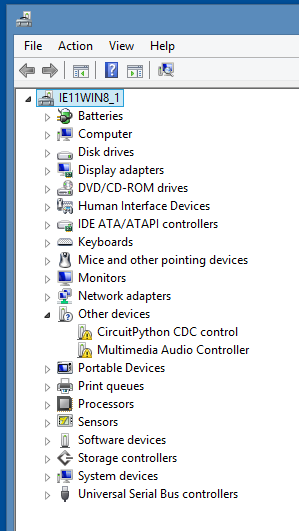 File Action View Help
IE11WIN8_1
Batteries
Computer
Disk drives
Display adapters
DVD/CD-ROM drives
Human Interface Devices
IDE ATA/ATAPI controllers
Keyboards
Mice and other pointing devices
Monitors
Network adapters
Other devices
CircuitPython CDC control
Multimedia Audio Controller
Portable Devices
Print queues
Processors
Sensors
Software devices
Storage controllers
System devices
Universal Serial Bus controllers